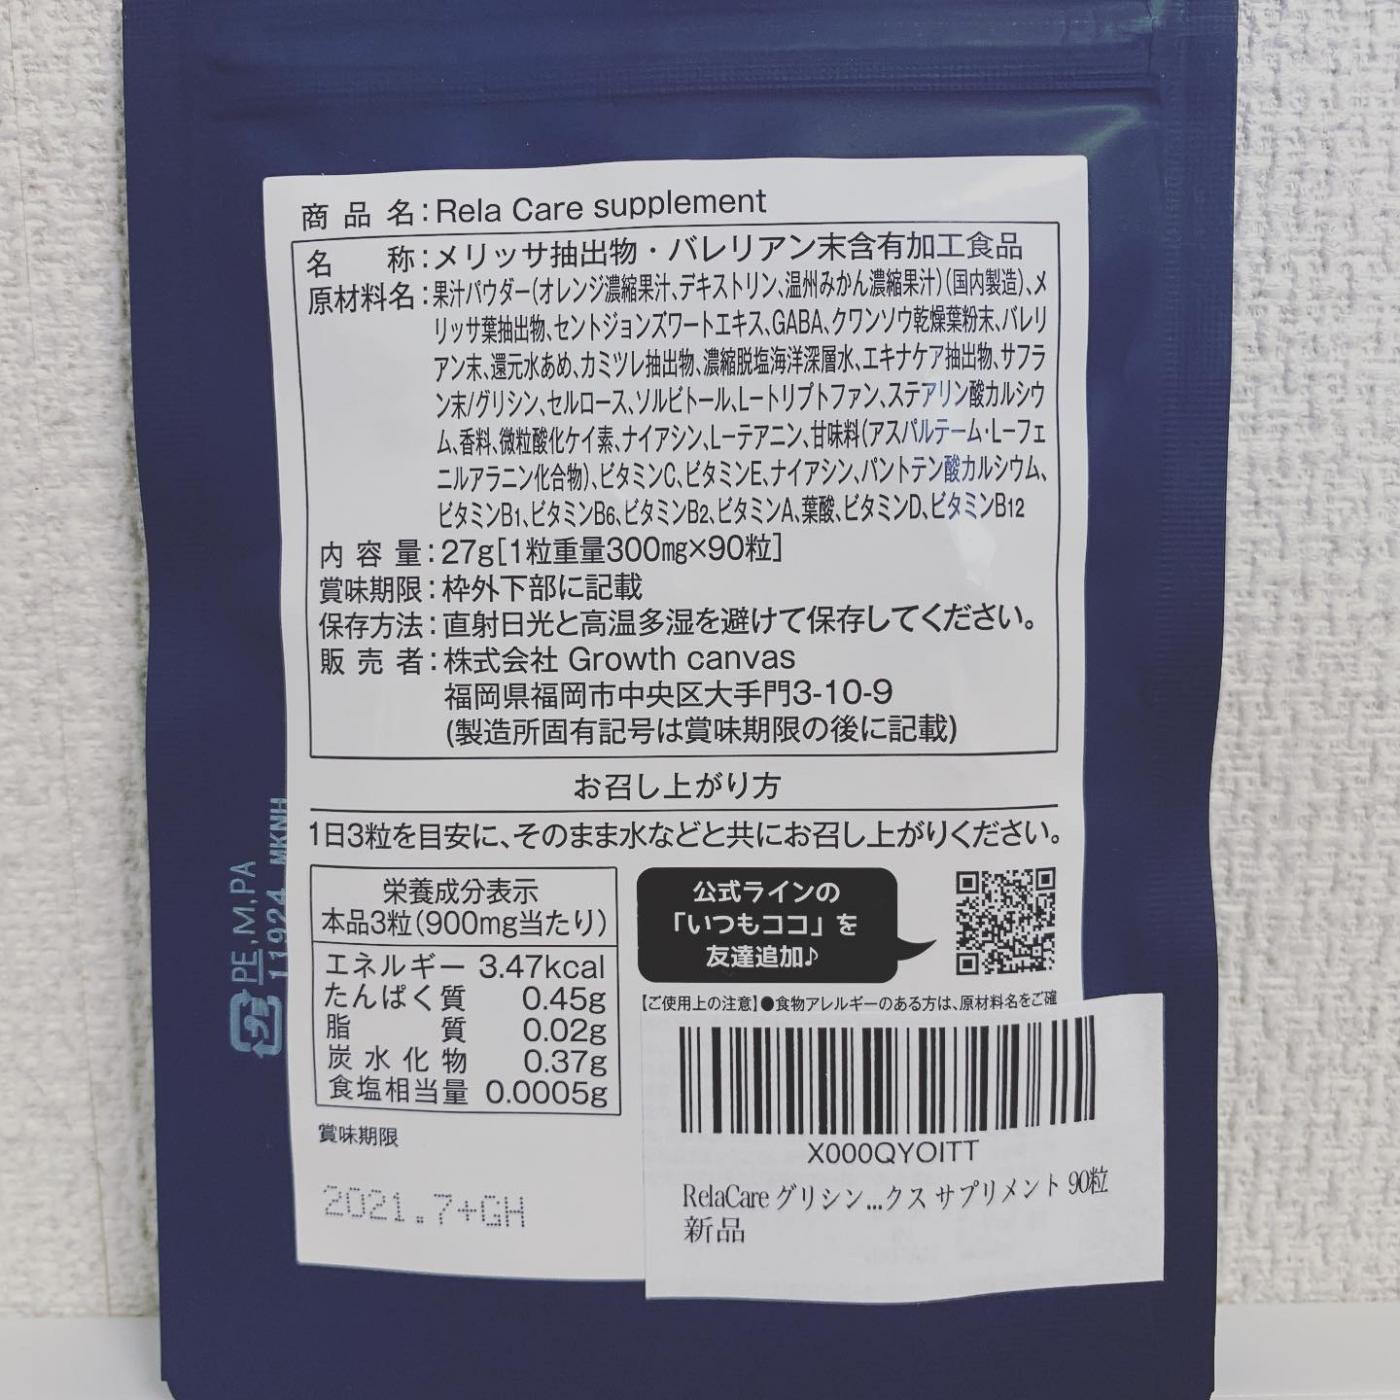 商品名:Rela Care supplement
名称:メリッサ抽出物・バレリアン末含有加工食品
原材料名:果汁パウダー(オレンジ濃縮果汁、デキストリン、温州みかん濃縮果汁)(国内製造)、メ
リッサ葉抽出物、セントジョンズワートエキス、GABA、クワンソウ乾燥葉粉末、バレリ
アン末、還元水あめ、カミツレ抽出物、濃縮脱塩海洋深層水、エキナケア抽出物、サフラ
ン末/グリシン、セルロース、ソルビトール、L-トリプトファン、ステアリン酸カルシウ
ム、香料、微粒酸化ケイ素、ナイアシン、L-テアニン、甘味料(アスパルテーム・L-フェ
ニルアラニン化合物)、ビタミンC、ビタミンE、ナイアシン、パントテン酸カルシウム、
ビタミンB1、ビタミンB6、ビタミンB2、ビタミンA、葉酸、ビタミンD、ビタミンB12
内容量:27g[1粒重量300mg×90粒]
賞味期限:枠外下部に記載
保存方法:直射日光と高温多湿を避けて保存してください。
販売者:株式会社 Growth canvas
福岡県福岡市中央区大手門3-10-9
(製造所固有記号は賞味期限の後に記載)
お召し上がり方
1日3粒を目安に、そのまま水などと共にお召し上がりください。
栄養成分表示
本品3粒(900mg当たり)
エネルギー 3.47kcal
たんぱく質 0.45g
脂質 0.02g
炭水化物 0.37g
食塩相当量 0.0005g
公式ラインの
「いつもココ」を
友達追加♪
【ご使用上の注意】●食物アレルギーのある方は、原材料名をご確
賞味期限
2021.7+GH
X000QYOITT
RelaCare グリシン...クス サプリメント 90粒
新品
プラ
PE,M,PA
11924 MKNH